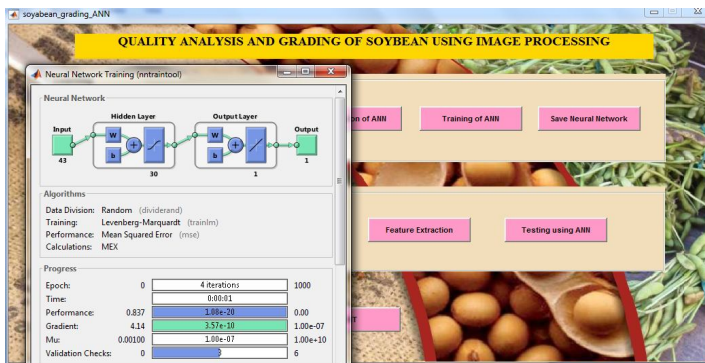 soyabean_grading_ANN
QUALITY ANALYSIS AND GRADING OF SOYBEAN USING IMAGE PROCESSING
Neural Network Training (nntraintool)
Neural Network
Hidden Layer
Output Layer
Input
Output
W
W
b
b
43
30
1
1
Algorithms
Data Division: Random (dividerand)
Training: Levenberg-Marquardt (trainlm)
Performance: Mean Squared Error (mse)
Calculations: MEX
Progress
Epoch: 0 4 iterations 1000
Time: 0:00:01
Performance: 0.837 1.08e-20 0.00
Gradient: 4.14 3.57e-10 1.00e-07
Mu: 0.00100 1.00e-07 1.00e+10
Validation Checks: 0 3 6
on of ANN
Training of ANN
Save Neural Network
Feature Extraction
Testing using ANN